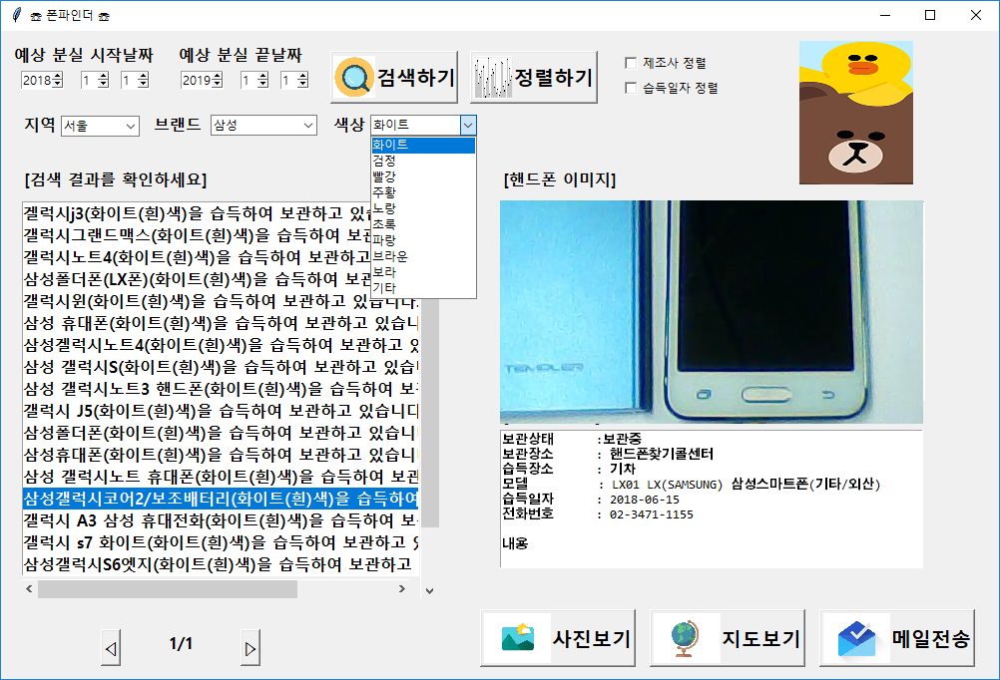 폰파인더
예상 분실 시작날짜
예상 분실 끝날짜
2018 1 1
2019 1 1
검색하기
정렬하기
제조사 정렬
습득일자 정렬
지역 서울
브랜드 삼성
색상 화이트
화이트
검정
빨강
주황
노랑
초록
파랑
브라운
보라
기타
[검색 결과를 확인하세요]
[핸드폰 이미지]
갤럭시j3(화이트(흰)색)을 습득하여 보관하고 있습
갤럭시그랜드맥스(화이트(흰)색)을 습득하여 보관
갤럭시노트4(화이트(흰)색)을 습득하여 보관하고
삼성폴더폰(LX폰)(화이트(흰)색)을 습득하여 보관
갤럭시윈(화이트(흰)색)을 습득하여 보관하고 있습니다.
삼성 휴대폰(화이트(흰)색)을 습득하여 보관하고 있습니
삼성겔럭시노트4(화이트(흰)색)을 습득하여 보관하고
삼성 갤럭시S(화이트(흰)색)을 습득하여 보관하고 있습
삼성 갤럭시노트3 핸드폰(화이트(흰)색)을 습득하여 보
갤럭시 J5(화이트(흰)색)을 습득하여 보관하고 있습니다
삼성폴더폰(화이트(흰)색)을 습득하여 보관하고 있습니
삼성휴대폰(화이트(흰)색)을 습득하여 보관하고 있습니
삼성 갤럭시노트 휴대폰(화이트(흰)색)을 습득하여 보관
삼성갤럭시코어2/보조배터리(화이트(흰)색)을 습득하여
갤럭시 A3 삼성 휴대전화(화이트(흰)색)을 습득하여 보
갤럭시 s7 화이트(화이트(흰)색)을 습득하여 보관하고
삼성갤럭시S6엣지(화이트(흰)색)을 습득하여 보관하고
TEMPLER
보관상태 :보관중
보관장소 : 핸드폰찾기콜센터
습득장소 : 기차
모델 : LX01 LX(SAMSUNG) 삼성스마트폰(기타/외산)
습득일자 : 2018-06-15
전화번호 : 02-3471-1155
내용
1/1
사진보기
지도보기
메일전송